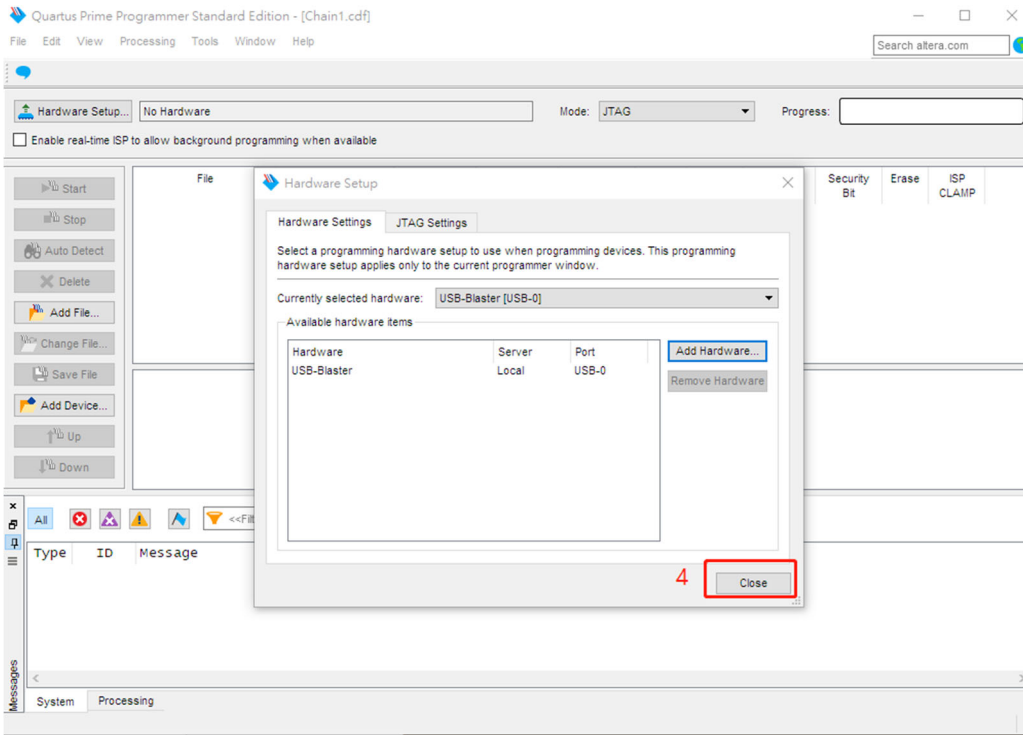 Quartus Prime Programmer Standard Edition - [Chain1.cdf]
File Edit View Processing Tools Window Help
Search altera.com
Hardware Setup... No Hardware Mode: JTAG Progress:
Enable real-time ISP to allow background programming when available
Start
Stop
Auto Detect
Delete
Add File...
Change File...
Save File
Add Device...
Up
Down
File
Security Bit
Erase
ISP CLAMP
Hardware Setup
Hardware Settings JTAG Settings
Select a programming hardware setup to use when programming devices. This programming
hardware setup applies only to the current programmer window.
Currently selected hardware: USB-Blaster [USB-0]
Available hardware items
Hardware Server Port
USB-Blaster Local USB-0
Add Hardware...
Remove Hardware
4 Close
All <<Filt
Type ID Message
Messages
System Processing